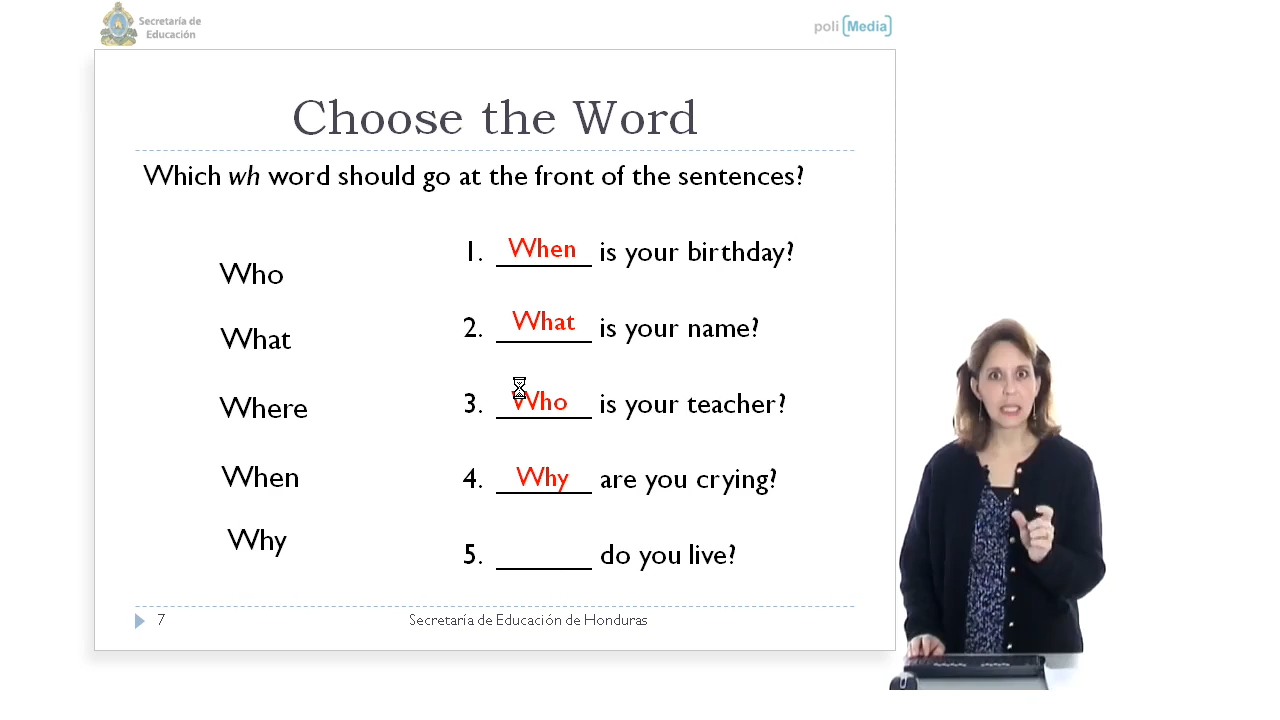 Secretaría de
Educación
poli [Media]
Choose the Word
Which wh word should go at the front of the sentences?
Who
What
Where
When
Why
1. When is your birthday?
2. What is your name?
3. Who is your teacher?
4. Why are you crying?
5. ______ do you live?
7
Secretaría de Educación de Honduras